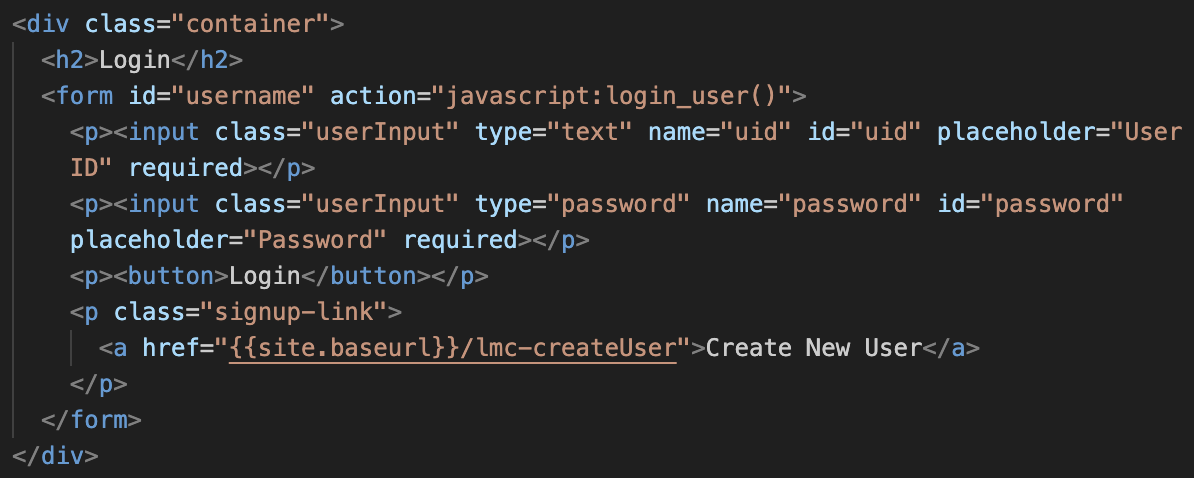 <div class="container">
<h2>Login</h2>
<form id="username" action="javascript:login_user()">
<p><input class="userInput" type="text" name="uid" id="uid" placeholder="User
ID" required></p>
<p><input class="userInput" type="password" name="password" id="password"
placeholder="Password" required></p>
<p><button>Login</button></p>
<p class="signup-link">
<a href="{{site.baseurl}}/lmc-createUser">Create New User</a>
</p>
</form>
</div>